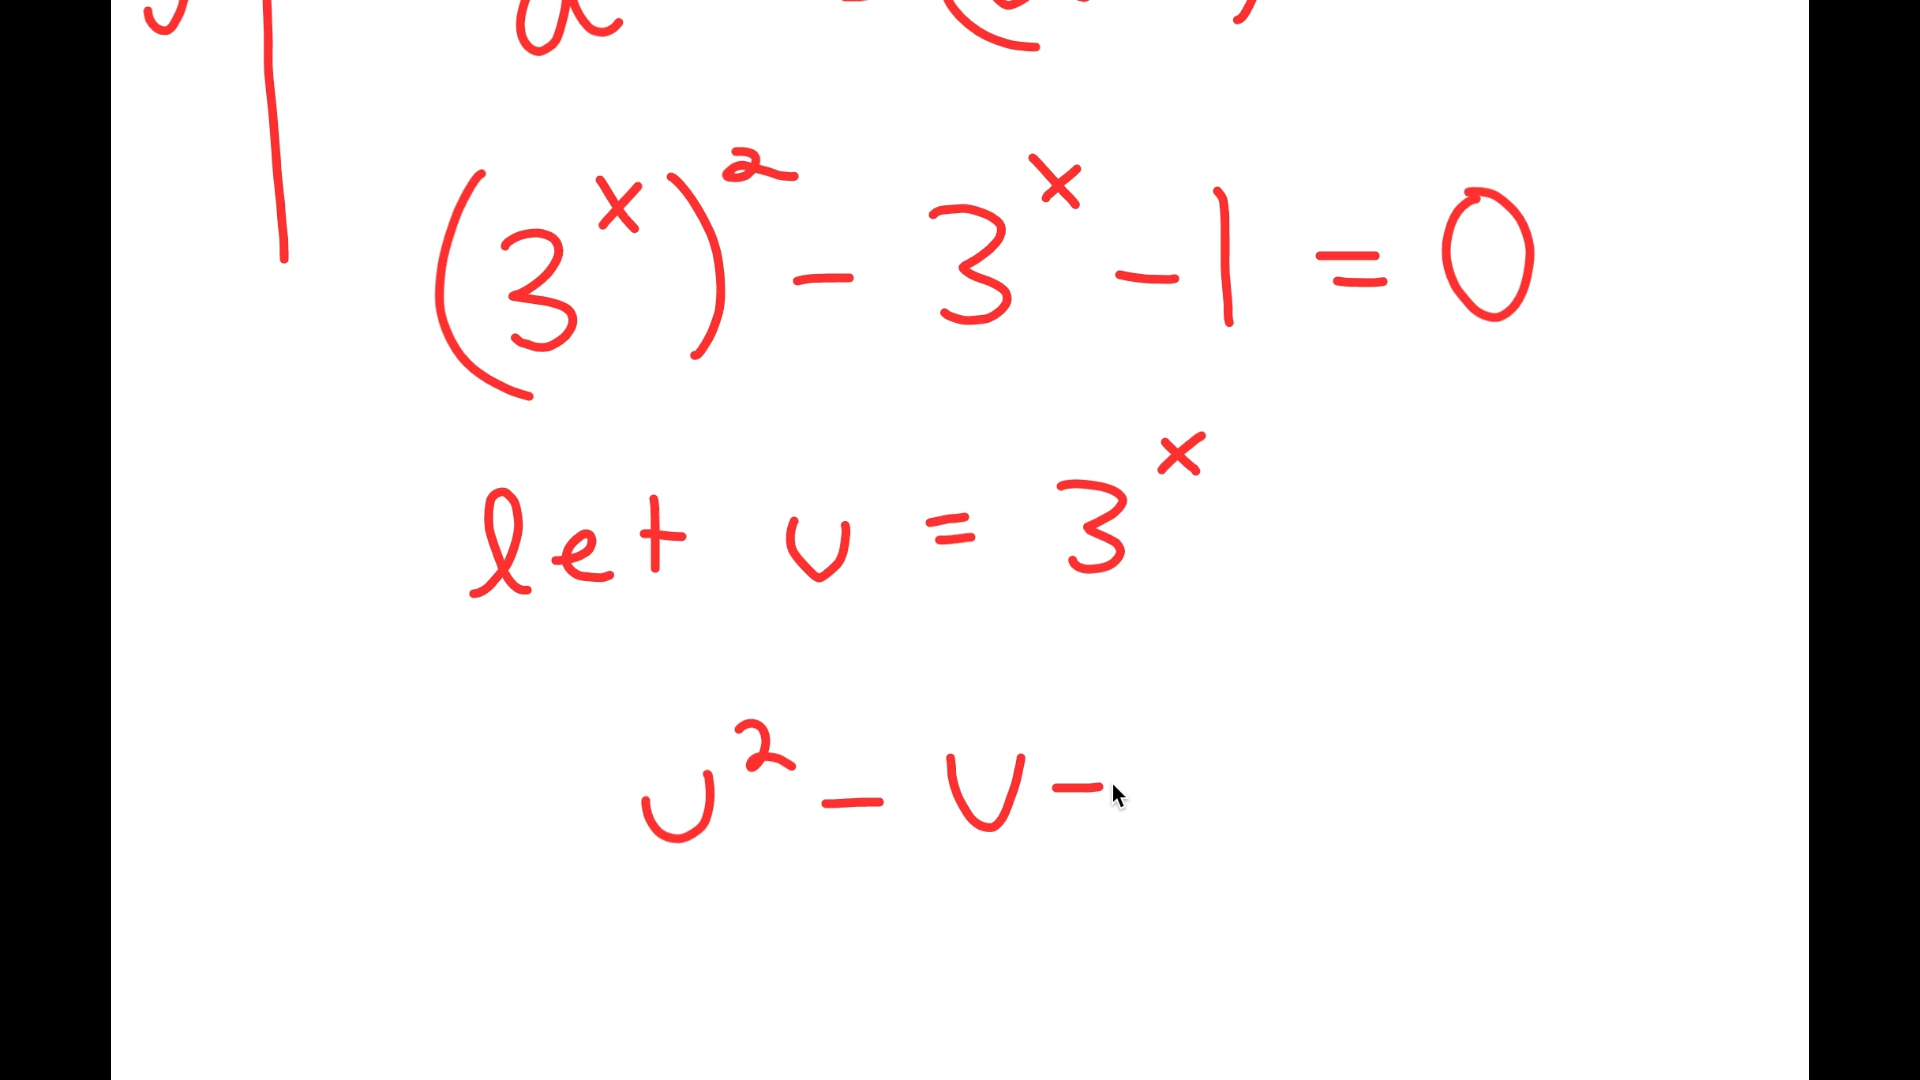 (3^x)^2 - 3^x - 1 = 0
let u = 3^x
u^2 - u -